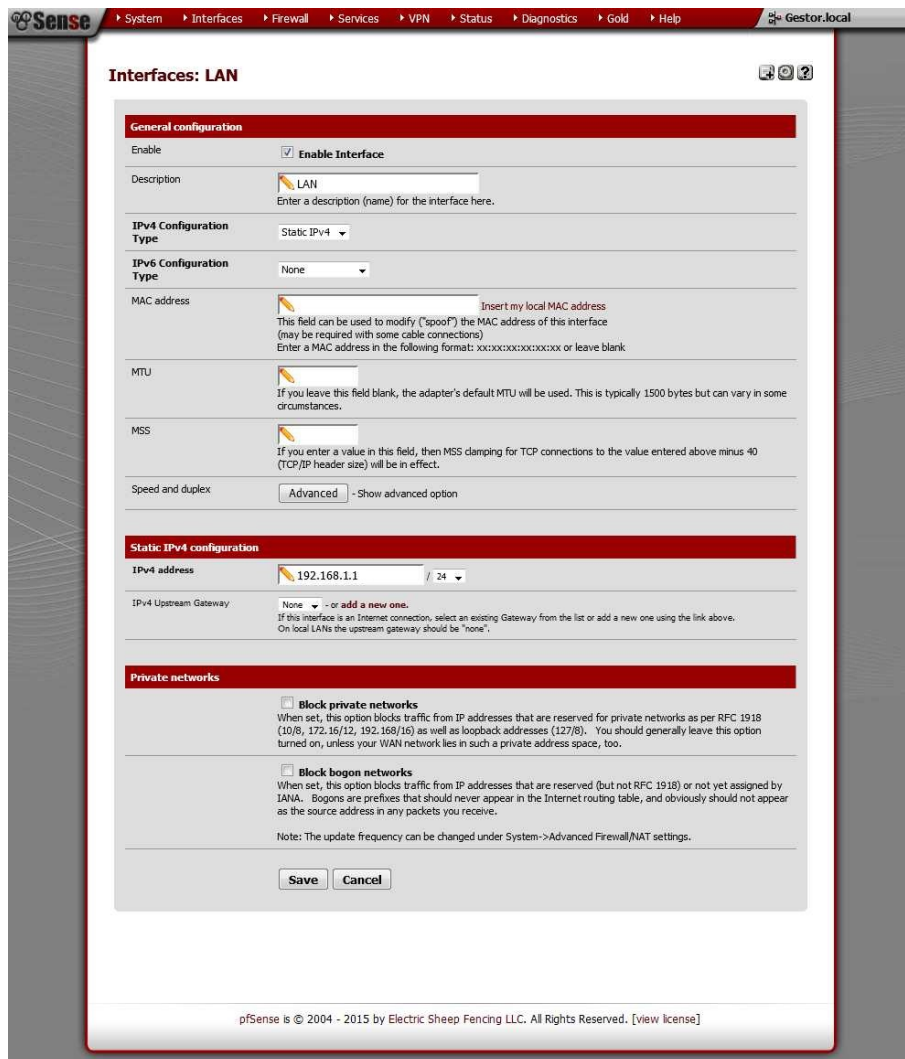 Sense
System Interfaces Firewall Services VPN Status Diagnostics Gold Help Gestor.local
Interfaces: LAN
General configuration
Enable
Enable Interface
Description
LAN
Enter a description (name) for the interface here.
IPv4 Configuration
Type
Static IPv4
IPv6 Configuration
Type
None
MAC address
Insert my local MAC address
This field can be used to modify ("spoof") the MAC address of this interface
(may be required with some cable connections)
Enter a MAC address in the following format: xx:xx:xx:xx:xx:xx or leave blank
MTU
If you leave this field blank, the adapter's default MTU will be used. This is typically 1500 bytes but can vary in some
circumstances.
MSS
If you enter a value in this field, then MSS clamping for TCP connections to the value entered above minus 40
(TCP/IP header size) will be in effect.
Speed and duplex
Advanced - Show advanced option
Static IPv4 configuration
IPv4 address
192.168.1.1 / 24
IPv4 Upstream Gateway
None - or add a new one.
If this interface is an Internet connection, select an existing Gateway from the list or add a new one using the link above.
On local LANs the upstream gateway should be "none".
Private networks
Block private networks
When set, this option blocks traffic from IP addresses that are reserved for private networks as per RFC 1918
(10/8, 172.16/12, 192.168/16) as well as loopback addresses (127/8). You should generally leave this option
turned on, unless your WAN network lies in such a private address space, too.
Block bogon networks
When set, this option blocks traffic from IP addresses that are reserved (but not RFC 1918) or not yet assigned by
IANA. Bogons are prefixes that should never appear in the Internet routing table, and obviously should not appear
as the source address in any packets you receive.
Note: The update frequency can be changed under System->Advanced Firewall/NAT settings.
Save Cancel
pfSense is © 2004 - 2015 by Electric Sheep Fencing LLC. All Rights Reserved. [view license]